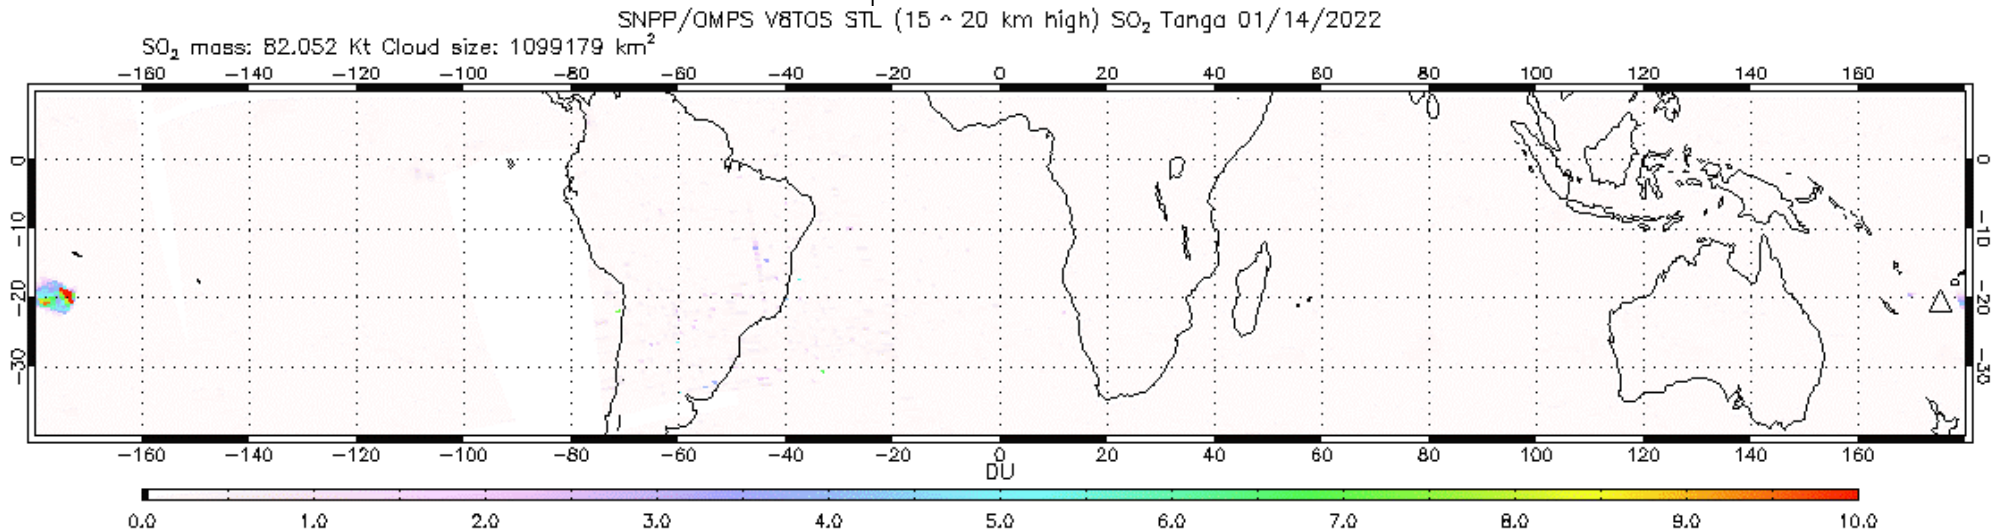 SNPP/OMPS V8TOS STL (15 ^ 20 km high) SO2 Tanga 01/14/2022
SO2 mass: 82.052 Kt Cloud size: 1099179 km2
-160 -140 -120 -100 -80 -60 -40 -20 0 20 40 60 80 100 120 140 160
0 0
-10 -10
-20 -20
-30 -30
-160 -140 -120 -100 -80 -60 -40 -20 0 20 40 60 80 100 120 140 160
DU
0.0 1.0 2.0 3.0 4.0 5.0 6.0 7.0 8.0 9.0 10.0